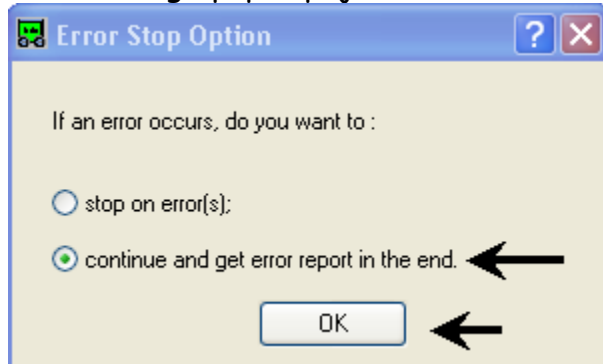 Error Stop Option
If an error occurs, do you want to :
stop on error(s);
continue and get error report in the end.
OK